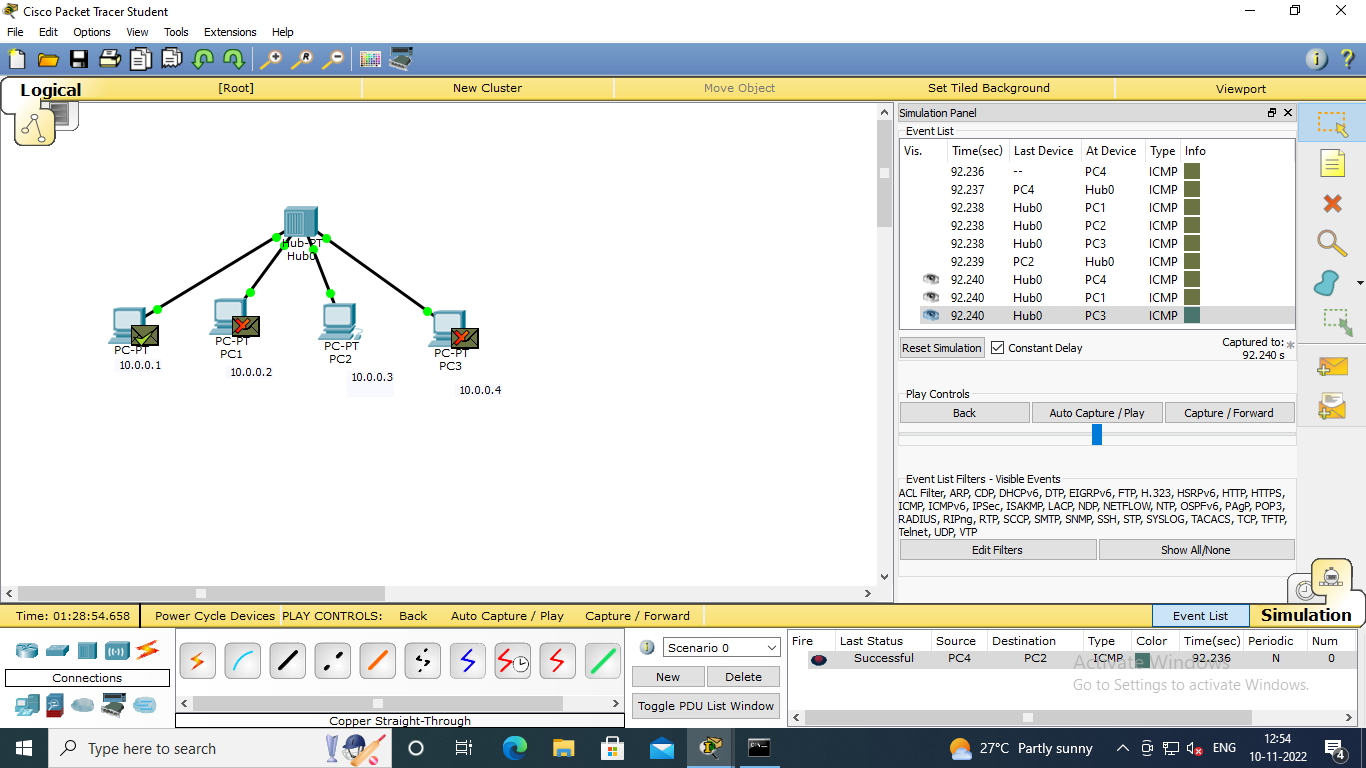 Cisco Packet Tracer Student
File Edit Options View Tools Extensions Help
Logical [Root] New Cluster Move Object Set Tiled Background Viewport
Hub-PT
Hub0
PC-PT
10.0.0.1
PC-PT
PC1
10.0.0.2
PC-PT
PC2
10.0.0.3
PC-PT
PC3
10.0.0.4
Simulation Panel
Event List
Vis. Time(sec) Last Device At Device Type Info
92.236 -- PC4 ICMP
92.237 PC4 Hub0 ICMP
92.238 Hub0 PC1 ICMP
92.238 Hub0 PC2 ICMP
92.238 Hub0 PC3 ICMP
92.239 PC2 Hub0 ICMP
92.240 Hub0 PC4 ICMP
92.240 Hub0 PC1 ICMP
92.240 Hub0 PC3 ICMP
Reset Simulation Constant Delay Captured to: *
92.240 s
Play Controls
Back Auto Capture / Play Capture / Forward
Event List Filters - Visible Events
ACL Filter, ARP, CDP, DHCPv6, DTP, EIGRPv6, FTP, H.323, HSRPv6, HTTP, HTTPS,
ICMP, ICMPv6, IPSec, ISAKMP, LACP, NDP, NETFLOW, NTP, OSPFv6, PAgP, POP3,
RADIUS, RIPng, RTP, SCCP, SMTP, SNMP, SSH, STP, SYSLOG, TACACS, TCP, TFTP,
Telnet, UDP, VTP
Edit Filters Show All/None
Time: 01:28:54.658 Power Cycle Devices PLAY CONTROLS: Back Auto Capture / Play Capture / Forward Event List Simulation
Connections
Copper Straight-Through
Scenario 0
New Delete
Toggle PDU List Window
Fire Last Status Source Destination Type Color Time(sec) Periodic Num
Successful PC4 PC2 ICMP 92.236 N 0
Activate Windows
Go to Settings to activate Windows.
Type here to search
27°C Partly sunny
ENG
12:54
10-11-2022
4